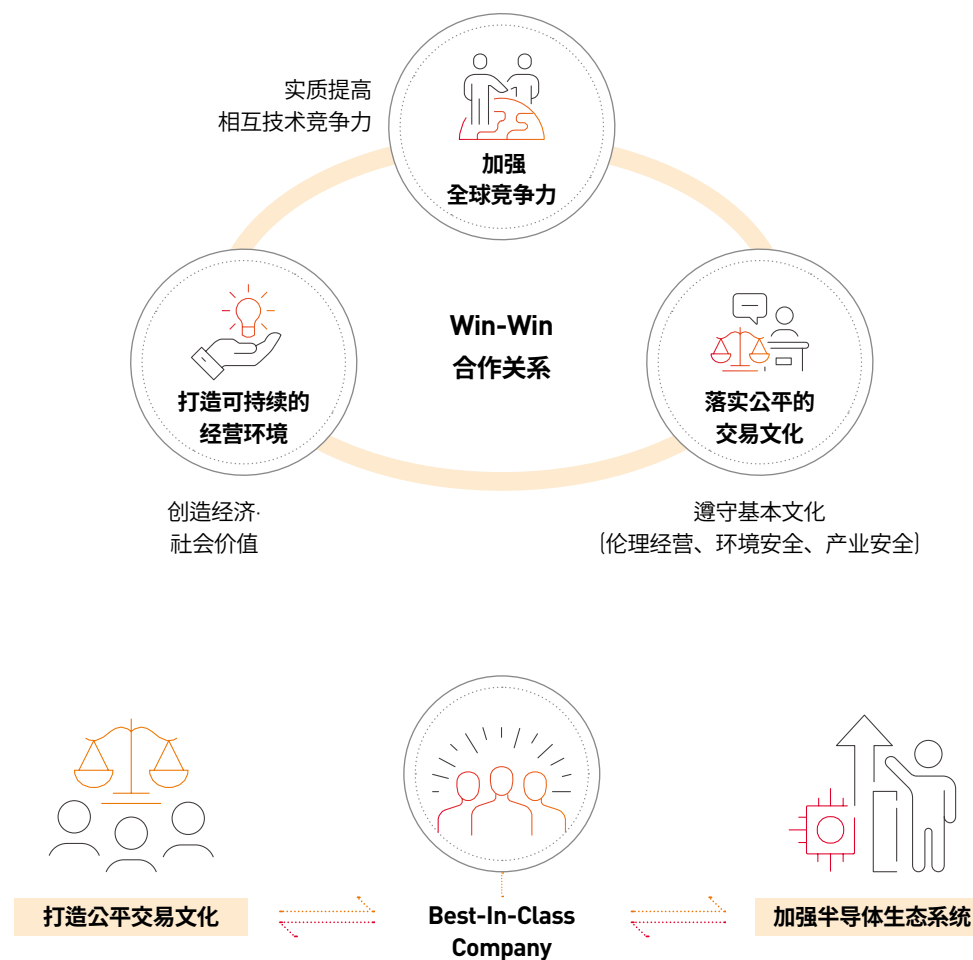 实质提高
相互技术竞争力
加强
全球竞争力
Win-Win
合作关系
打造可持续的
经营环境
落实公平的
交易文化
创造经济·
社会价值
遵守基本文化
(伦理经营、环境安全、产业安全)
打造公平交易文化
Best-In-Class
Company
加强半导体生态系统